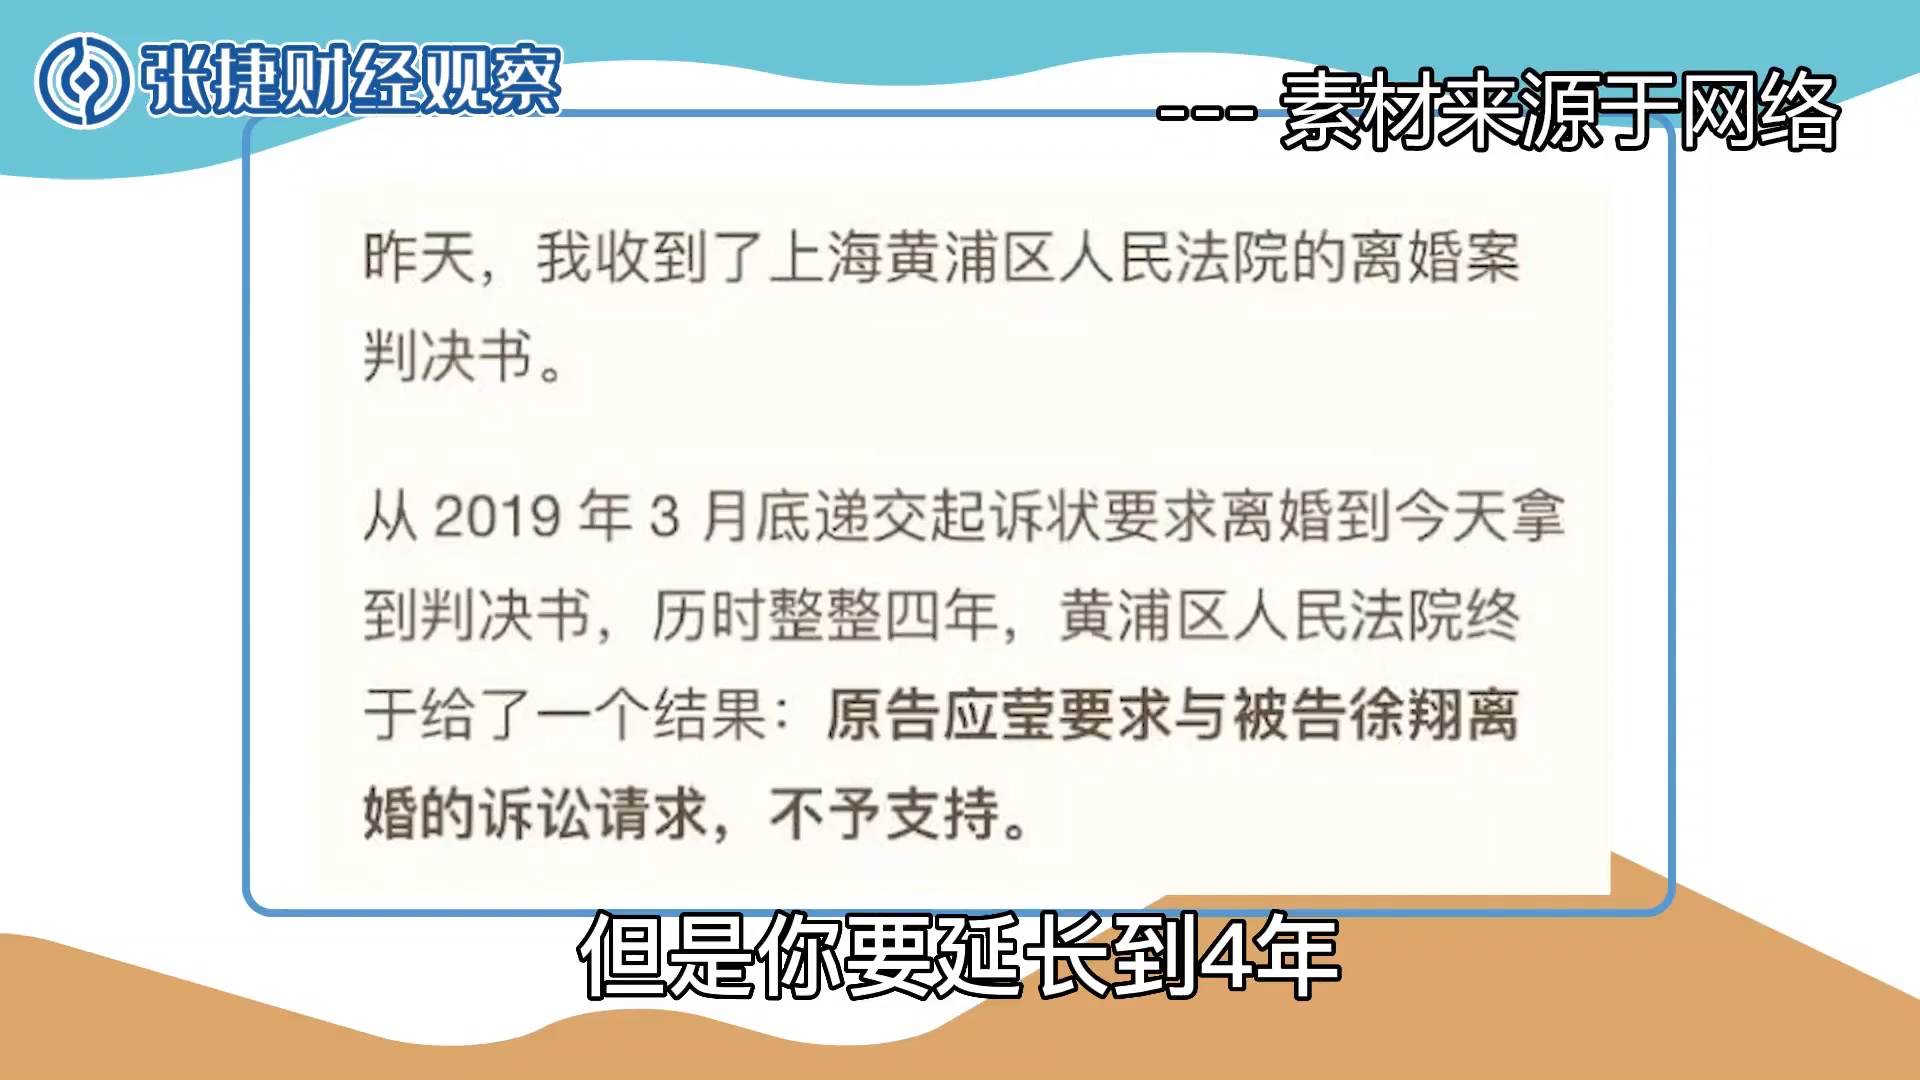 张捷财经观察
--- 素材来源于网络
昨天，我收到了上海黄浦区人民法院的离婚案
判决书。
从 2019 年 3 月底递交起诉状要求离婚到今天拿
到判决书，历时整整四年，黄浦区人民法院终
于给了一个结果：原告应莹要求与被告徐翔离
婚的诉讼请求，不予支持。
但是你要延长到4年